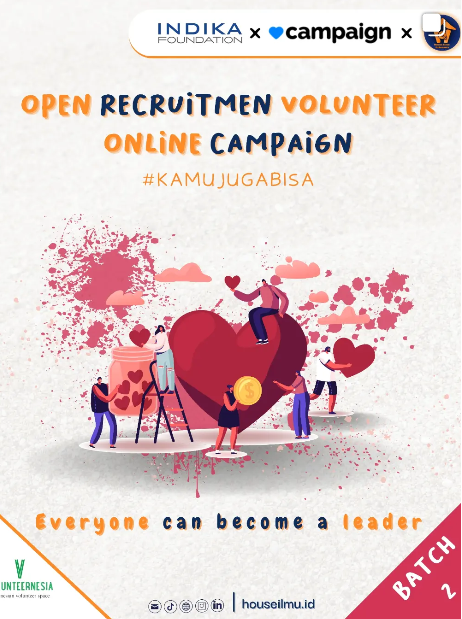 INDIKA
FOUNDATION x campaign x
OPEN RECRUITMEN VOLUNTEER
ONLINE CAMPAIGN
#KAMUJUGABISA
$
Everyone can become a leader
UNTEERNESIA
BATCH
2
houseilmu.id